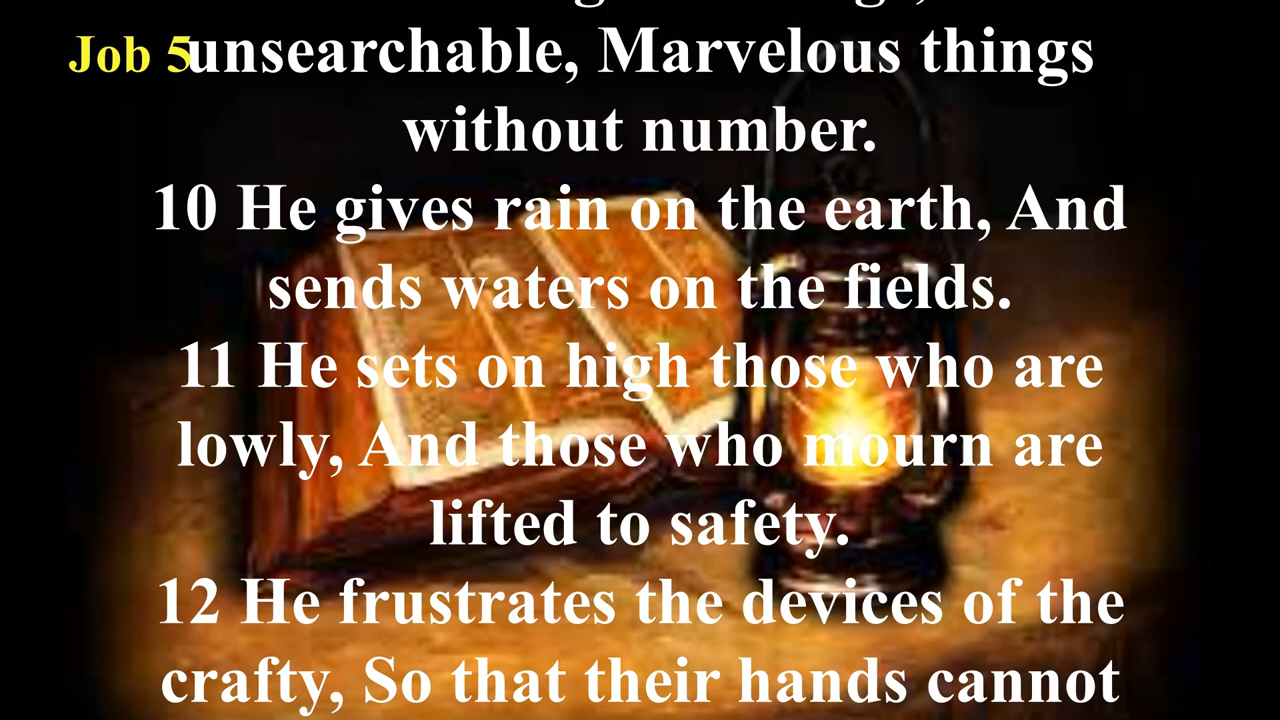 Job 5
unsearchable, Marvelous things
without number.
10 He gives rain on the earth, And
sends waters on the fields.
11 He sets on high those who are
lowly, And those who mourn are
lifted to safety.
12 He frustrates the devices of the
crafty, So that their hands cannot